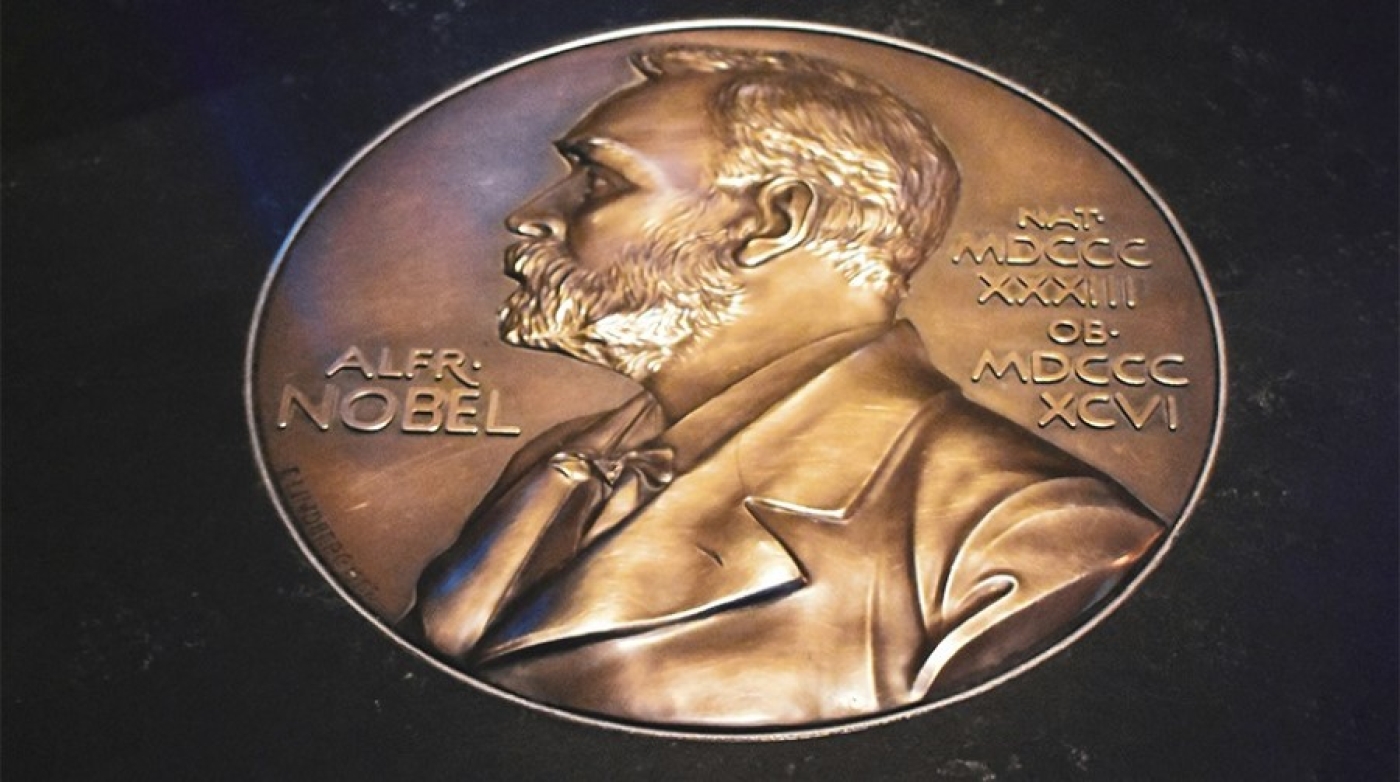 ALFR·
NOBEL
NAT·
MDCCC
XXXIII
OB·
MDCCC
XCVI